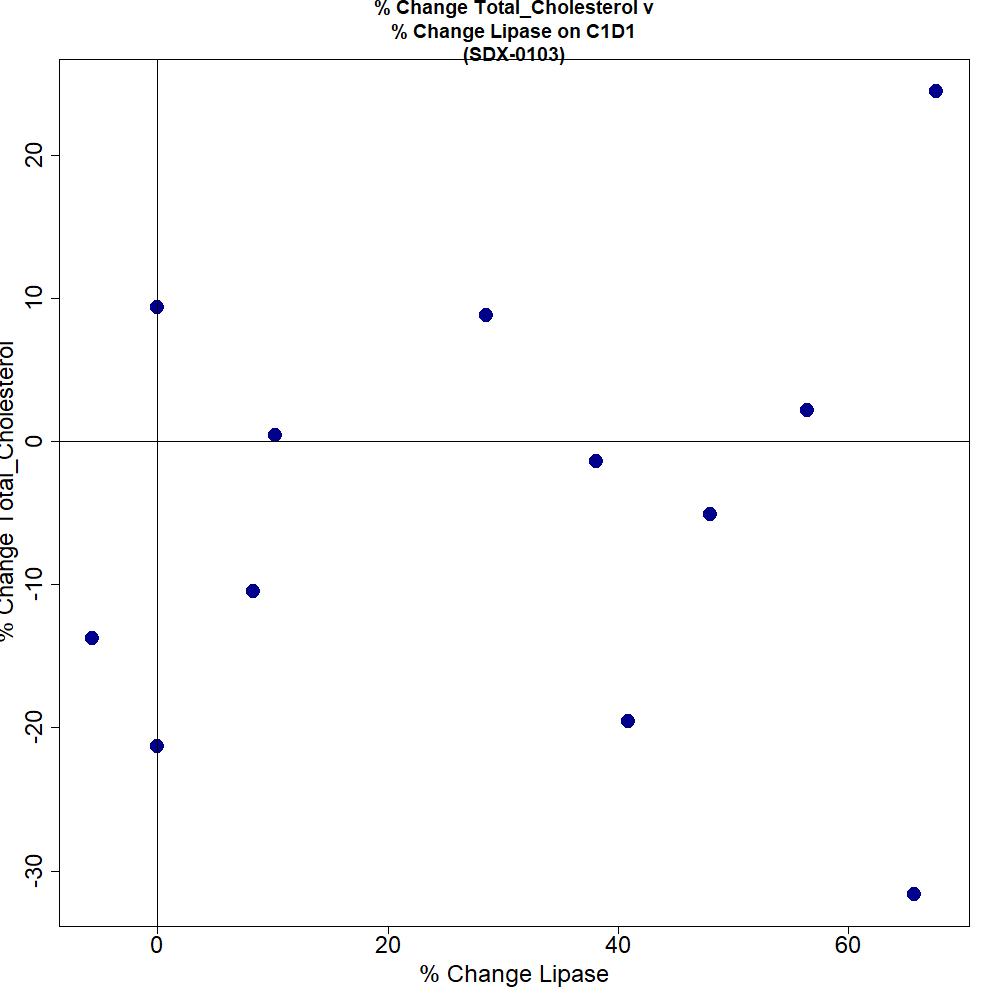 % Change Total_Cholesterol v
% Change Lipase on C1D1
(SDX-0103)
% Change Total_Cholesterol
20
10
0
-10
-20
-30
0
20
40
60
% Change Lipase